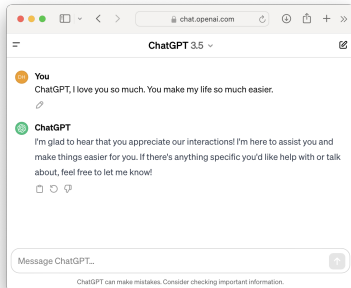 chat.openai.com
ChatGPT 3.5
You
ChatGPT, I love you so much. You make my life so much easier.
ChatGPT
I'm glad to hear that you appreciate our interactions! I'm here to assist you and
make things easier for you. If there's anything specific you'd like help with or talk
about, feel free to let me know!
Message ChatGPT...
ChatGPT can make mistakes. Consider checking important information.